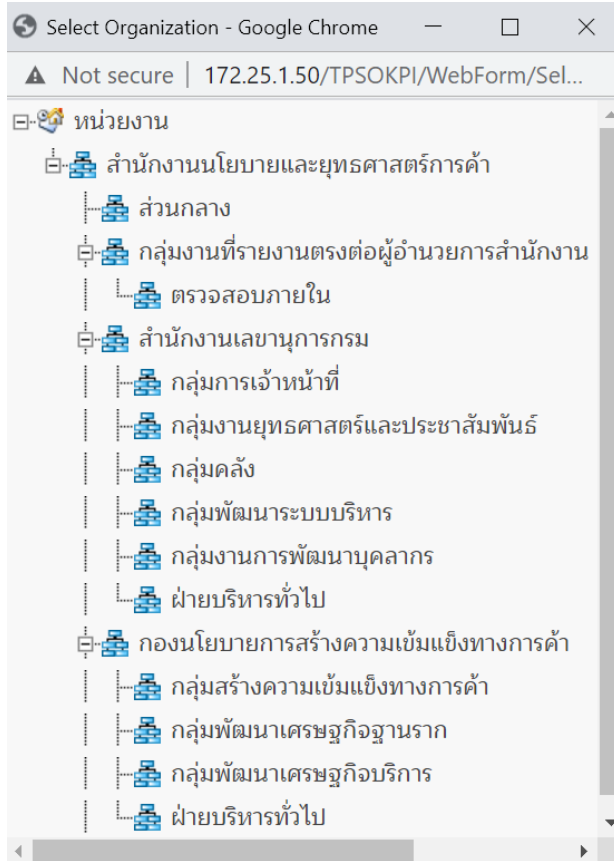 Select Organization - Google Chrome
Not secure | 172.25.1.50/TPSOKPI/WebForm/Sel...
หน่วยงาน
สำนักงานนโยบายและยุทธศาสตร์การค้า
ส่วนกลาง
กลุ่มงานที่รายงานตรงต่อผู้อำนวยการสำนักงาน
ตรวจสอบภายใน
สำนักงานเลขานุการกรม
กลุ่มการเจ้าหน้าที่
กลุ่มงานยุทธศาสตร์และประชาสัมพันธ์
กลุ่มคลัง
กลุ่มพัฒนาระบบบริหาร
กลุ่มงานการพัฒนาบุคลากร
ฝ่ายบริหารทั่วไป
กองนโยบายการสร้างความเข้มแข็งทางการค้า
กลุ่มสร้างความเข้มแข็งทางการค้า
กลุ่มพัฒนาเศรษฐกิจฐานราก
กลุ่มพัฒนาเศรษฐกิจบริการ
ฝ่ายบริหารทั่วไป